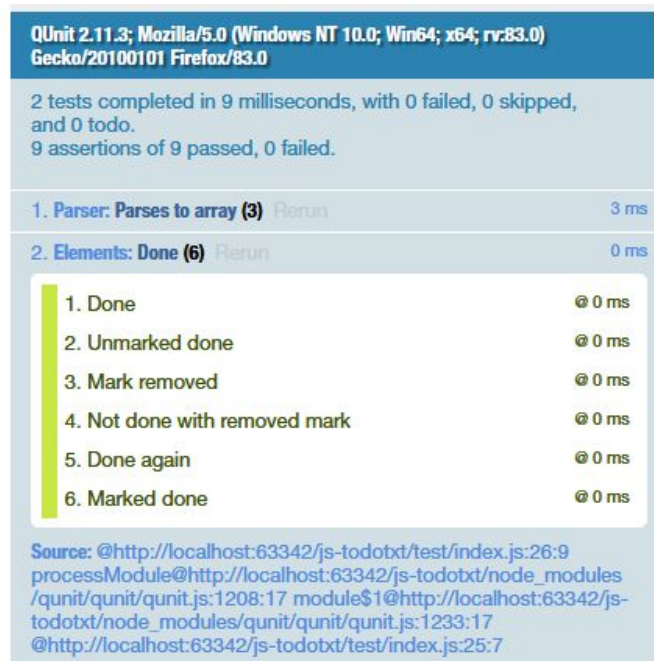 QUnit 2.11.3; Mozilla/5.0 (Windows NT 10.0; Win64; x64; rv:83.0)
Gecko/20100101 Firefox/83.0
2 tests completed in 9 milliseconds, with 0 failed, 0 skipped,
and 0 todo.
9 assertions of 9 passed, 0 failed.
1. Parser: Parses to array (3) Rerun 3 ms
2. Elements: Done (6) Rerun 0 ms
1. Done @ 0 ms
2. Unmarked done @ 0 ms
3. Mark removed @ 0 ms
4. Not done with removed mark @ 0 ms
5. Done again @ 0 ms
6. Marked done @ 0 ms
Source: @http://localhost:63342/js-todotxt/test/index.js:26:9
processModule@http://localhost:63342/js-todotxt/node_modules
/qunit/qunit/qunit.js:1208:17 module$1@http://localhost:63342/js-
todotxt/node_modules/qunit/qunit/qunit.js:1233:17
@http://localhost:63342/js-todotxt/test/index.js:25:7